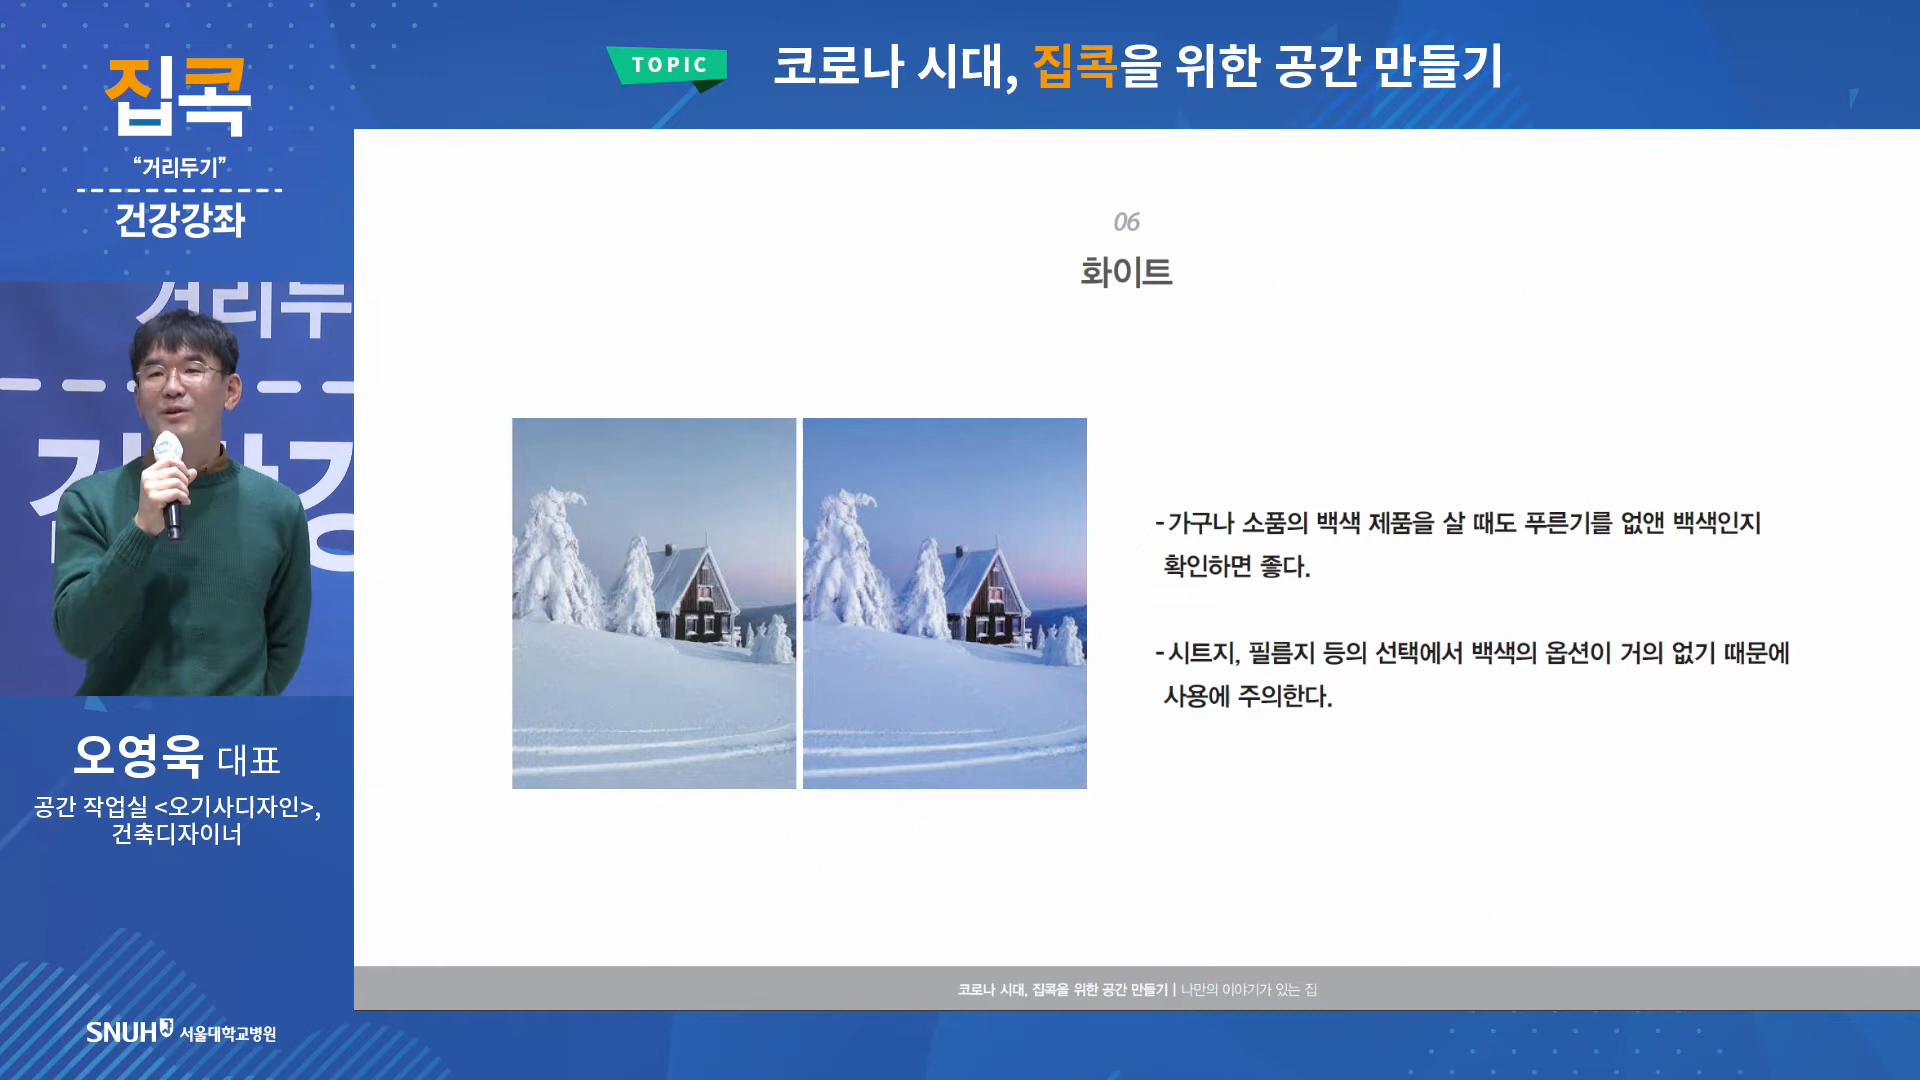 집콕
“거리두기”
건강강좌
TOPIC
코로나 시대, 집콕을 위한 공간 만들기
거리두
06
화이트
-가구나 소품의 백색 제품을 살 때도 푸른기를 없앤 백색인지
확인하면 좋다.
-시트지, 필름지 등의 선택에서 백색의 옵션이 거의 없기 때문에
사용에 주의한다.
오영욱 대표
공간 작업실 <오기사디자인>,
건축디자이너
코로나 시대, 집콕을 위한 공간 만들기 | 나만의 이야기가 있는 집
SNUH 서울대학교병원